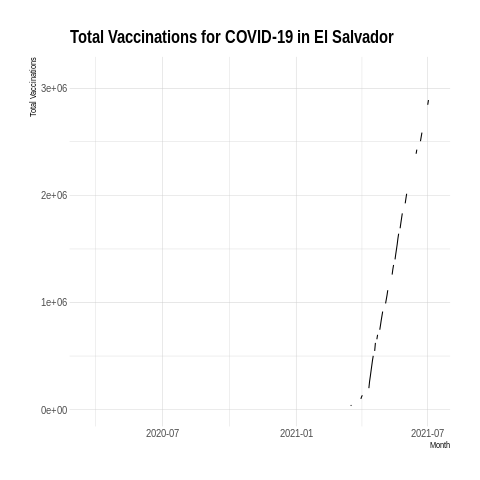 Total Vaccinations for COVID-19 in El Salvador
Total Vaccinations
3e+06
2e+06
1e+06
0e+00
2020-07 2021-01 2021-07
Month